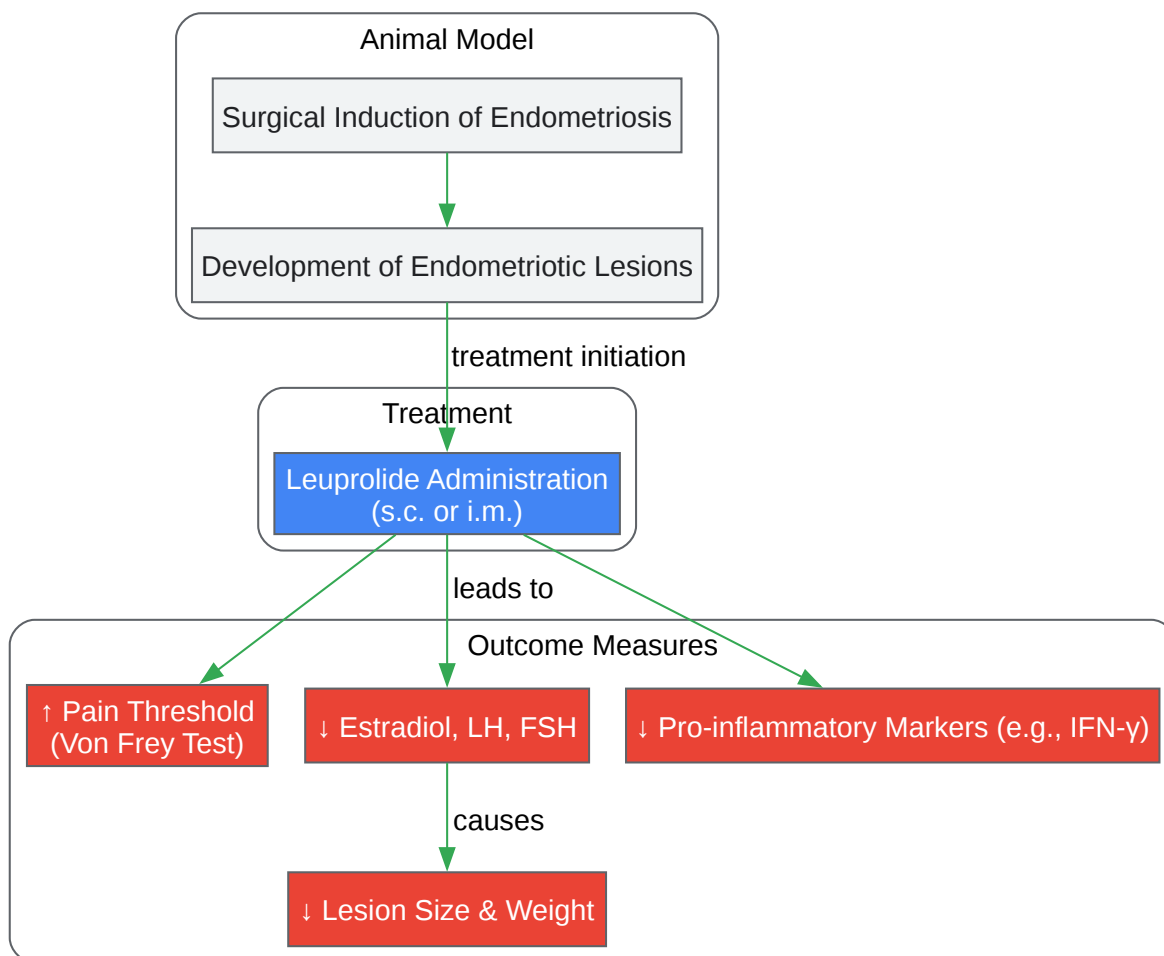 Animal Model
Surgical Induction of Endometriosis
Development of Endometriotic Lesions
treatment initiation
Treatment
Leuprolide Administration
(s.c. or i.m.)
leads to
Outcome Measures
↑ Pain Threshold
(Von Frey Test)
↓ Estradiol, LH, FSH
↓ Pro-inflammatory Markers (e.g., IFN-γ)
causes
↓ Lesion Size & Weight